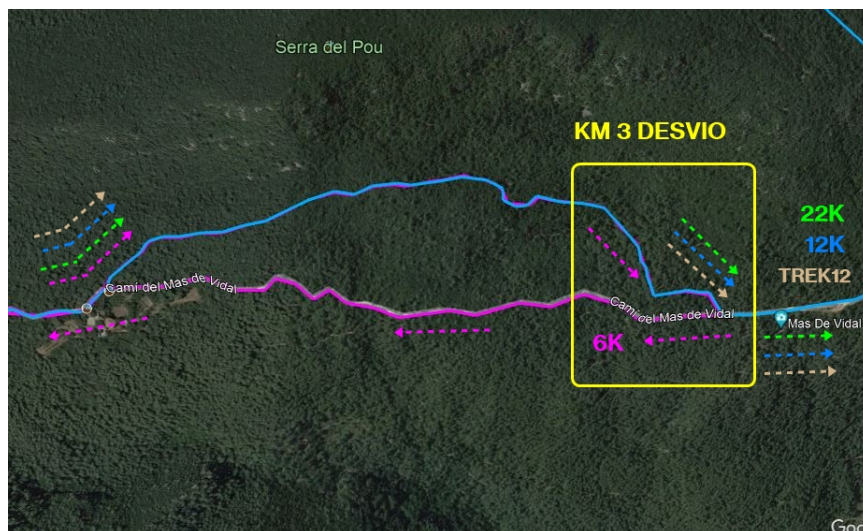 Serra del Pou
KM 3 DESVIO
22K
12K
TREK12
Camí del Mas de Vidal
Camí del Mas de Vidal
Mas De Vidal
6K